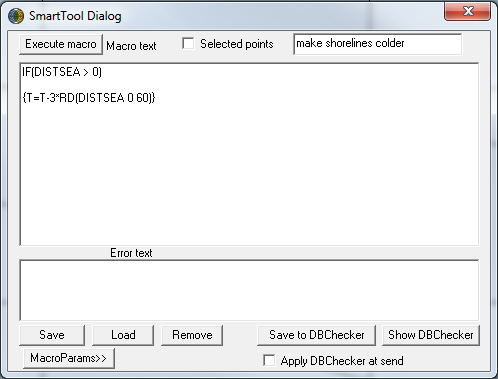 SmartTool Dialog
Execute macro Macro text Selected points make shorelines colder
IF(DISTSEA > 0)
{T=T-3*RD(DISTSEA 0 60)}
Error text
Save Load Remove Save to DBChecker Show DBChecker
MacroParams>> Apply DBChecker at send